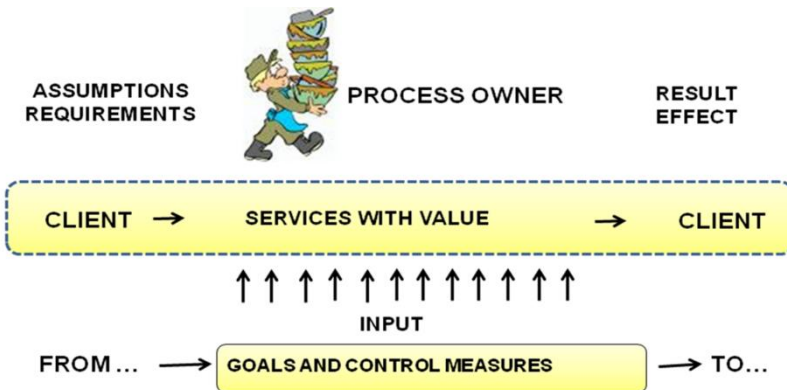 ASSUMPTIONS
REQUIREMENTS
PROCESS OWNER
RESULT
EFFECT
CLIENT → SERVICES WITH VALUE → CLIENT
INPUT
FROM ... → GOALS AND CONTROL MEASURES → TO...